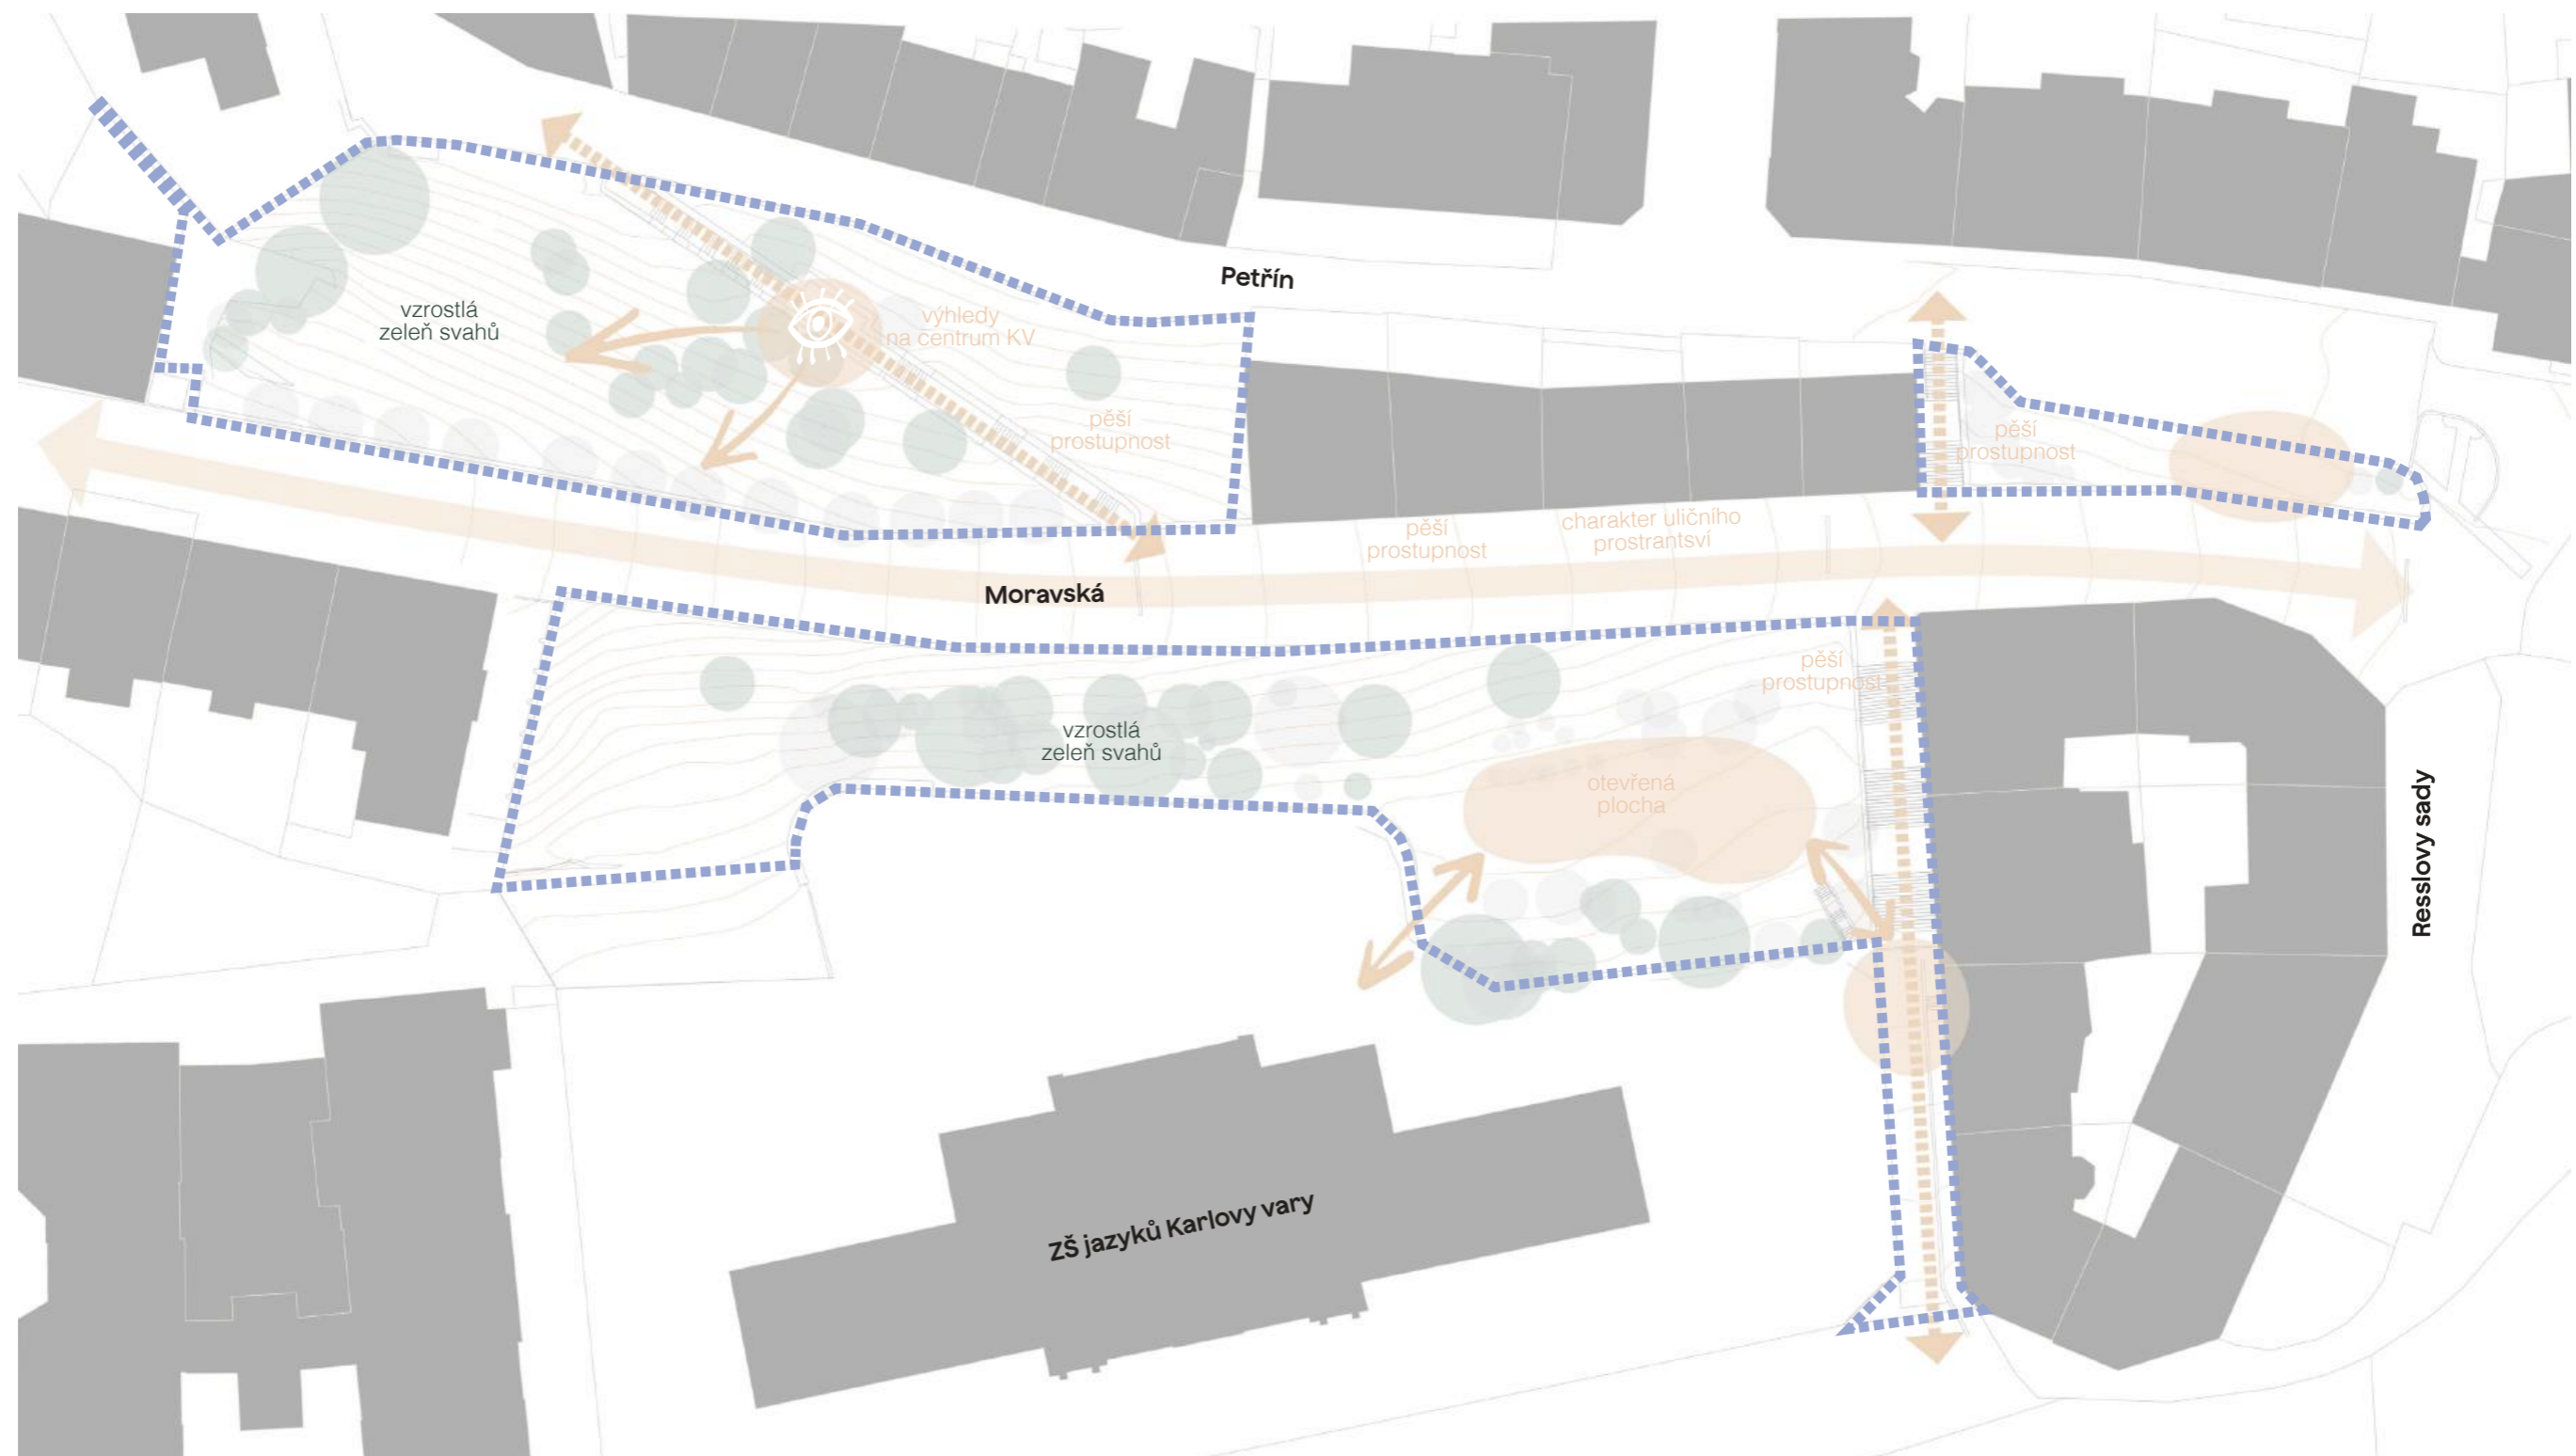 Petřín
vzrostlá
zeleň svahů
výhledy
na centrum KV
pěší
prostupnost
pěší
prostupnost
pěší
prostupnost
charakter uličního
prostrantsví
Moravská
pěší
prostupnost
vzrostlá
zeleň svahů
otevřená
plocha
Resslovy sady
ZŠ jazyků Karlovy vary